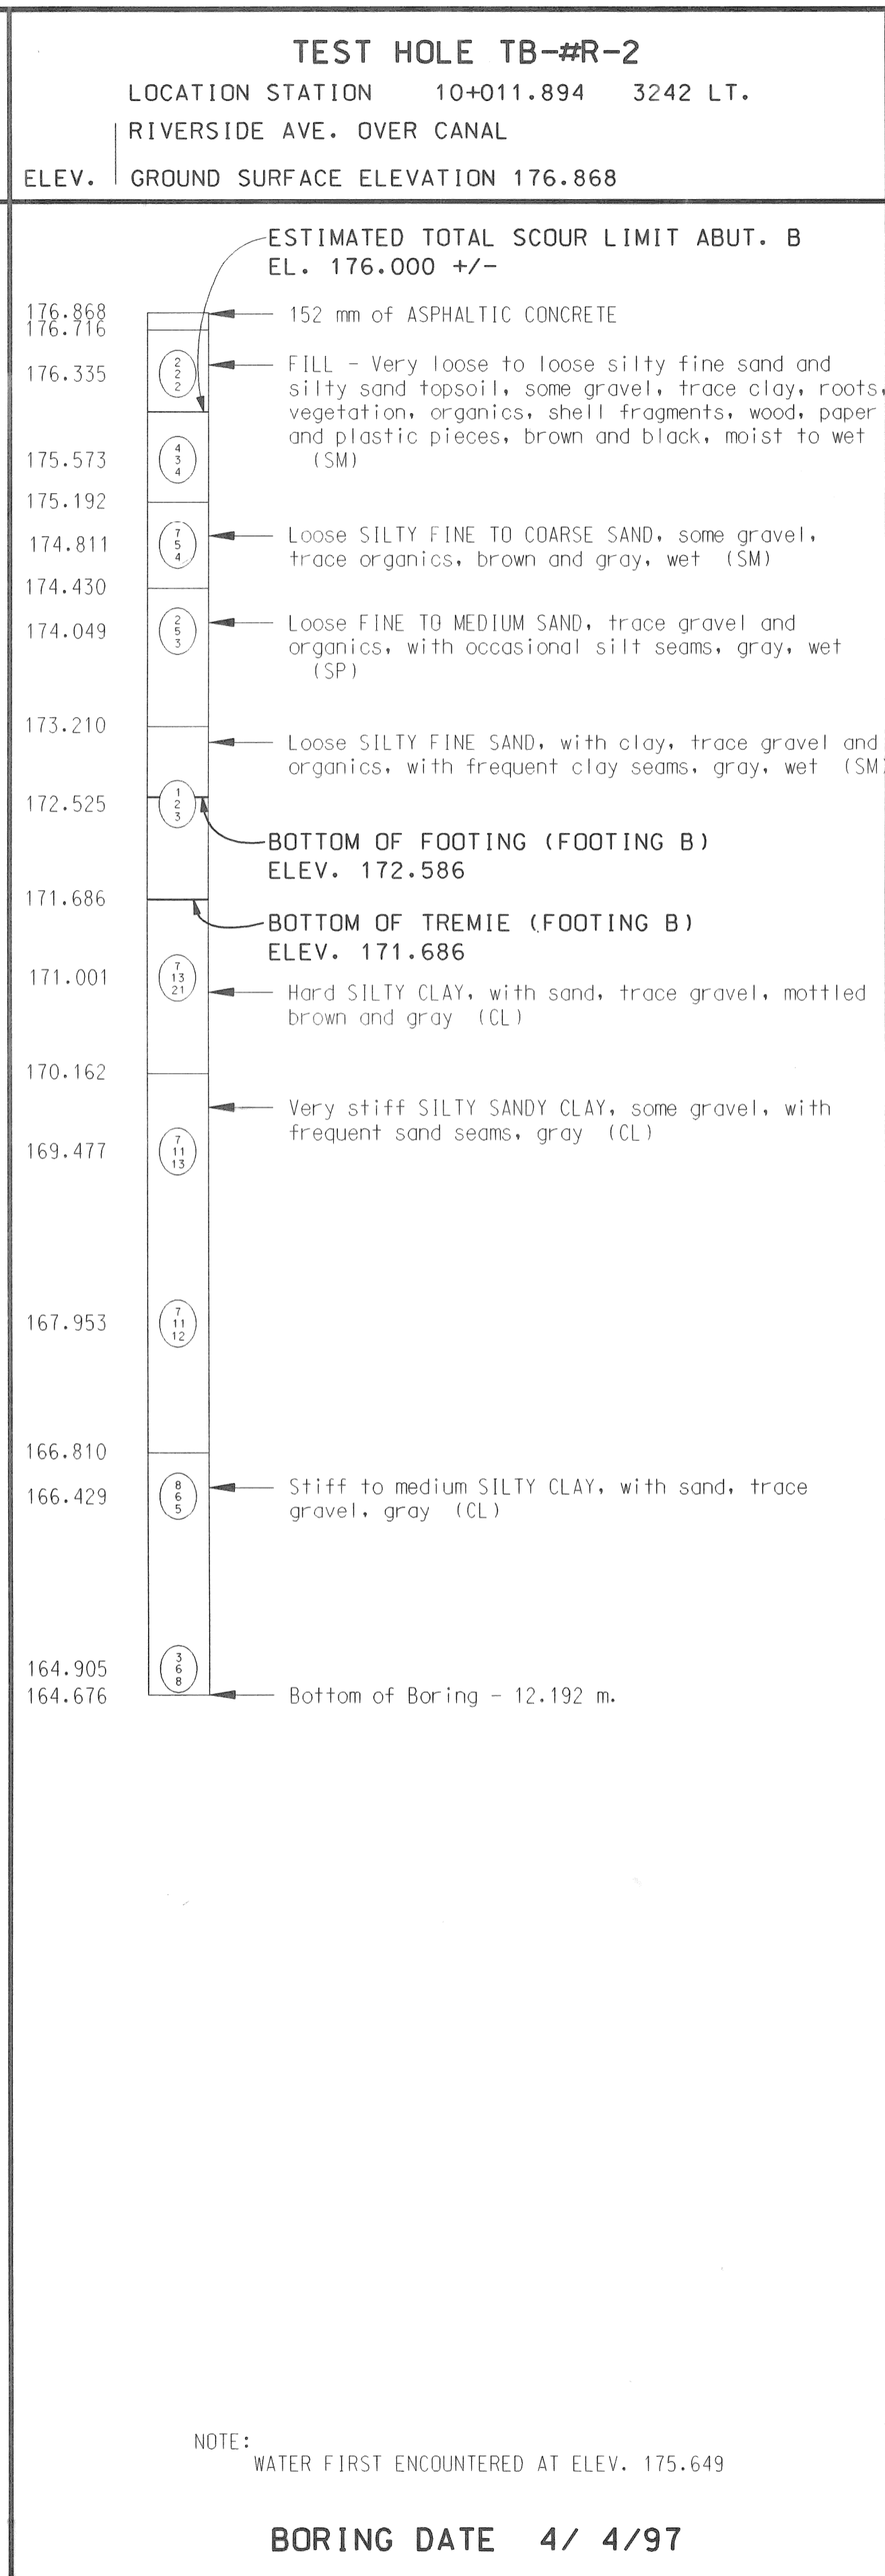 TEST HOLE TB-#R-2
LOCATION STATION 10+011.894 3242 LT.
RIVERSIDE AVE. OVER CANAL
ELEV. GROUND SURFACE ELEVATION 176.868
ESTIMATED TOTAL SCOUR LIMIT ABUT. B
EL. 176.000 +/-
176.868
152 mm of ASPHALTIC CONCRETE
176.716
176.335
2
2
2
FILL - Very loose to loose silty fine sand and
silty sand topsoil, some gravel, trace clay, roots,
vegetation, organics, shell fragments, wood, paper
and plastic pieces, brown and black, moist to wet
(SM)
175.573
4
3
4
175.192
174.811
7
5
4
Loose SILTY FINE TO COARSE SAND, some gravel,
trace organics, brown and gray, wet (SM)
174.430
174.049
2
5
3
Loose FINE TO MEDIUM SAND, trace gravel and
organics, with occasional silt seams, gray, wet
(SP)
173.210
Loose SILTY FINE SAND, with clay, trace gravel and
organics, with frequent clay seams, gray, wet (SM)
172.525
1
2
3
BOTTOM OF FOOTING (FOOTING B)
ELEV. 172.586
171.686
BOTTOM OF TREMIE (FOOTING B)
ELEV. 171.686
171.001
7
13
21
Hard SILTY CLAY, with sand, trace gravel, mottled
brown and gray (CL)
170.162
Very stiff SILTY SANDY CLAY, some gravel, with
frequent sand seams, gray (CL)
169.477
7
11
13
167.953
7
11
12
166.810
166.429
8
6
5
Stiff to medium SILTY CLAY, with sand, trace
gravel, gray (CL)
164.905
3
6
8
164.676
Bottom of Boring - 12.192 m.
NOTE:
WATER FIRST ENCOUNTERED AT ELEV. 175.649
BORING DATE 4/ 4/97